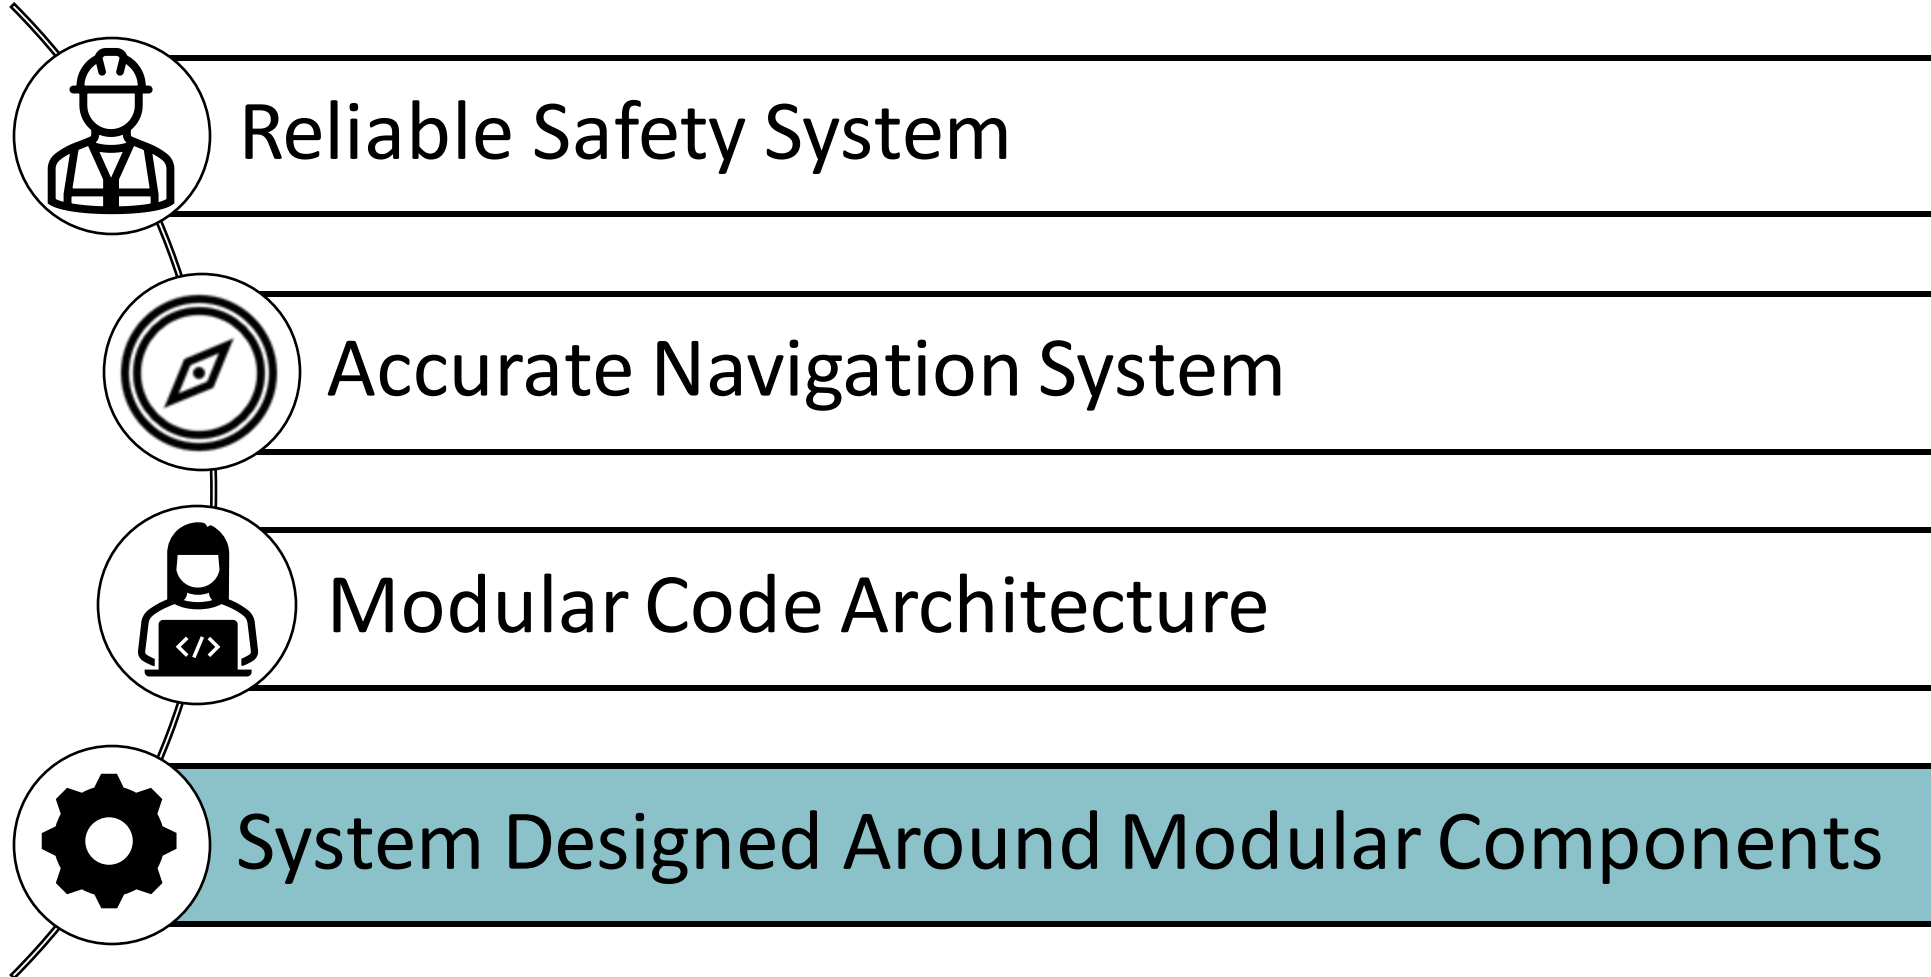 Reliable Safety System
Accurate Navigation System
Modular Code Architecture
</>
System Designed Around Modular Components